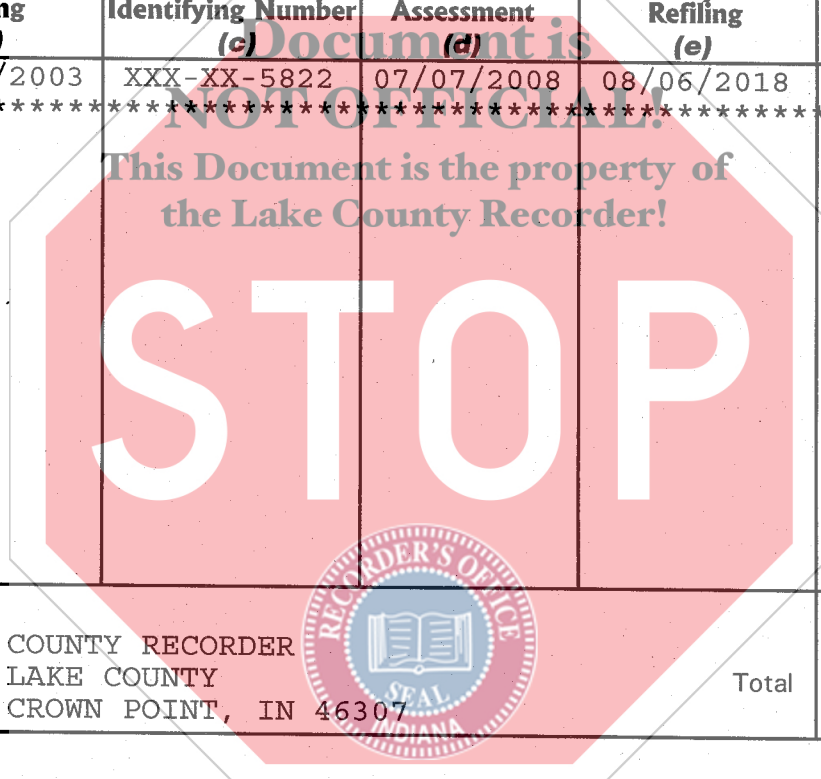 ng Identifying Number Assessment Refiling
) (c) (d) (e)
Document is
/2003 XXX-XX-5822 07/07/2008 08/06/2018
****************************************************
NOT OFFICIAL!
This Document is the property of
the Lake County Recorder!
STOP
RECORDER'S OFFICE
SEAL
INDIANA
COUNTY RECORDER
LAKE COUNTY
Total
CROWN POINT, IN 46307